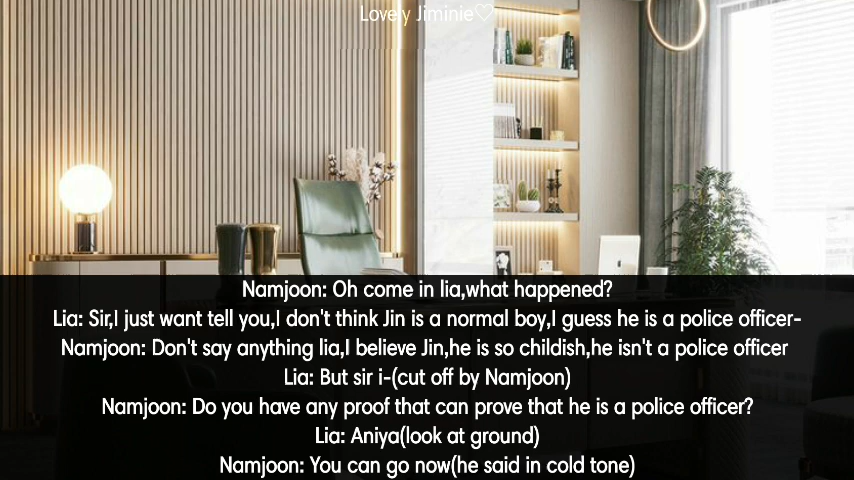 Lovely Jiminie♡
Namjoon: Oh come in lia,what happened?
Lia: Sir,I just want tell you,I don't think Jin is a normal boy,I guess he is a police officer-
Namjoon: Don't say anything lia,I believe Jin,he is so childish,he isn't a police officer
Lia: But sir i-(cut off by Namjoon)
Namjoon: Do you have any proof that can prove that he is a police officer?
Lia: Aniya(look at ground)
Namjoon: You can go now(he said in cold tone)